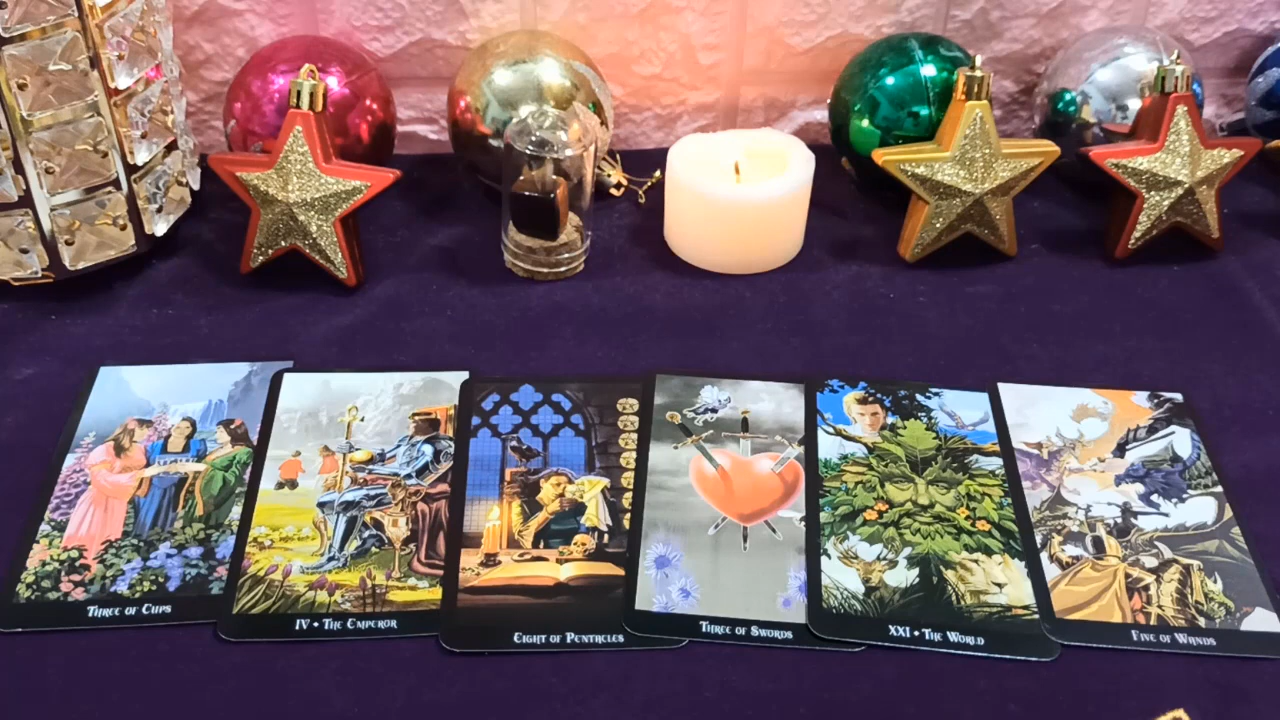 Three of Cups
IV • The Emperor
Eight of Pentacles
Three of Swords
XXI • The World
Five of Wands